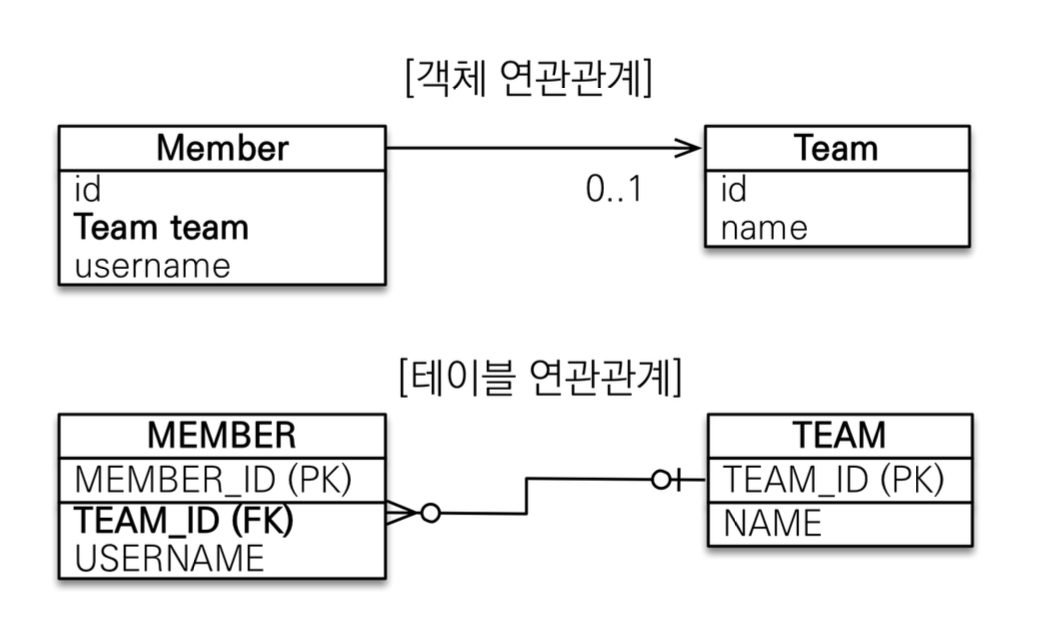 [객체 연관관계]
Member
id
Team team
username
0..1
Team
id
name
[테이블 연관관계]
MEMBER
MEMBER_ID (PK)
TEAM_ID (FK)
USERNAME
TEAM
TEAM_ID (PK)
NAME